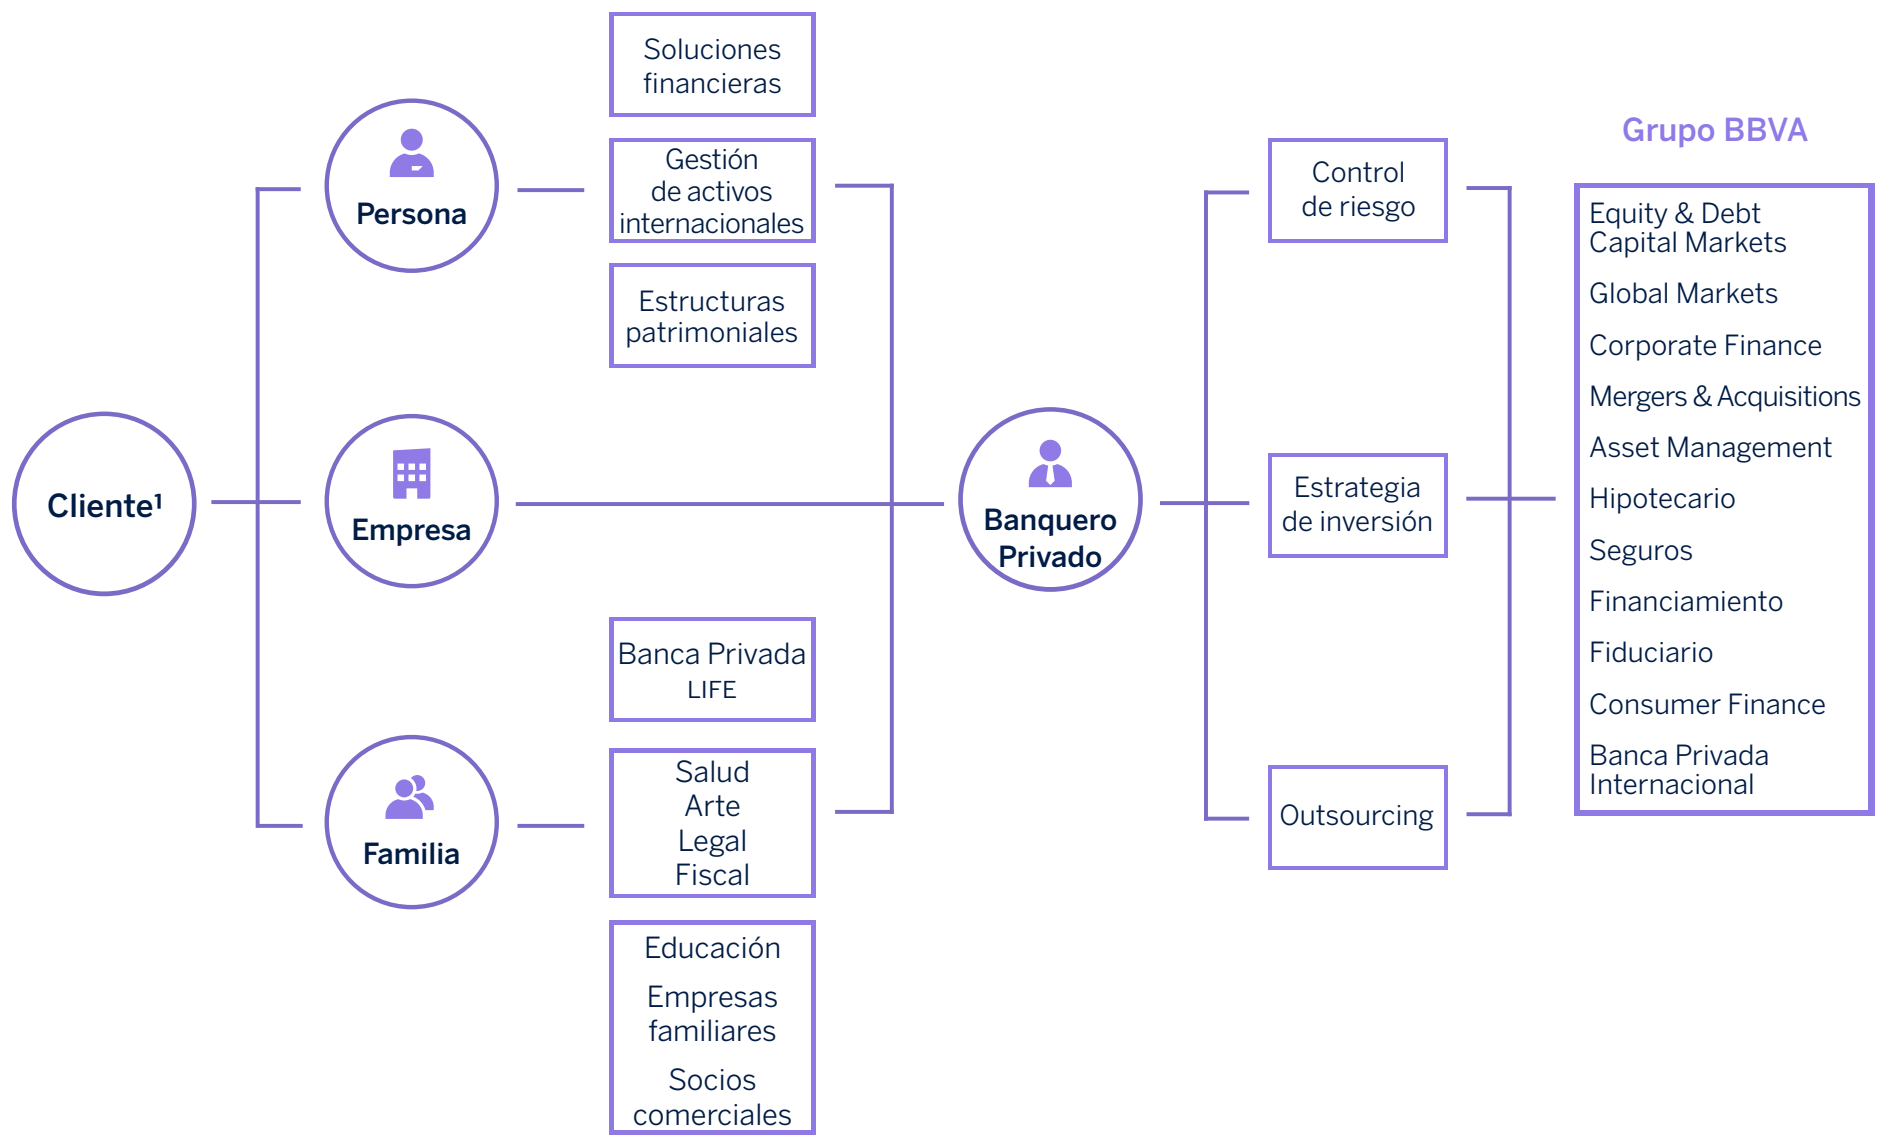 Cliente¹
Persona
Empresa
Familia
Soluciones
financieras
Gestión
de activos
internacionales
Estructuras
patrimoniales
Banca Privada
LIFE
Salud
Arte
Legal
Fiscal
Educación
Empresas
familiares
Socios
comerciales
Banquero
Privado
Control
de riesgo
Estrategia
de inversión
Outsourcing
Grupo BBVA
Equity & Debt
Capital Markets
Global Markets
Corporate Finance
Mergers & Acquisitions
Asset Management
Hipotecario
Seguros
Financiamiento
Fiduciario
Consumer Finance
Banca Privada
Internacional